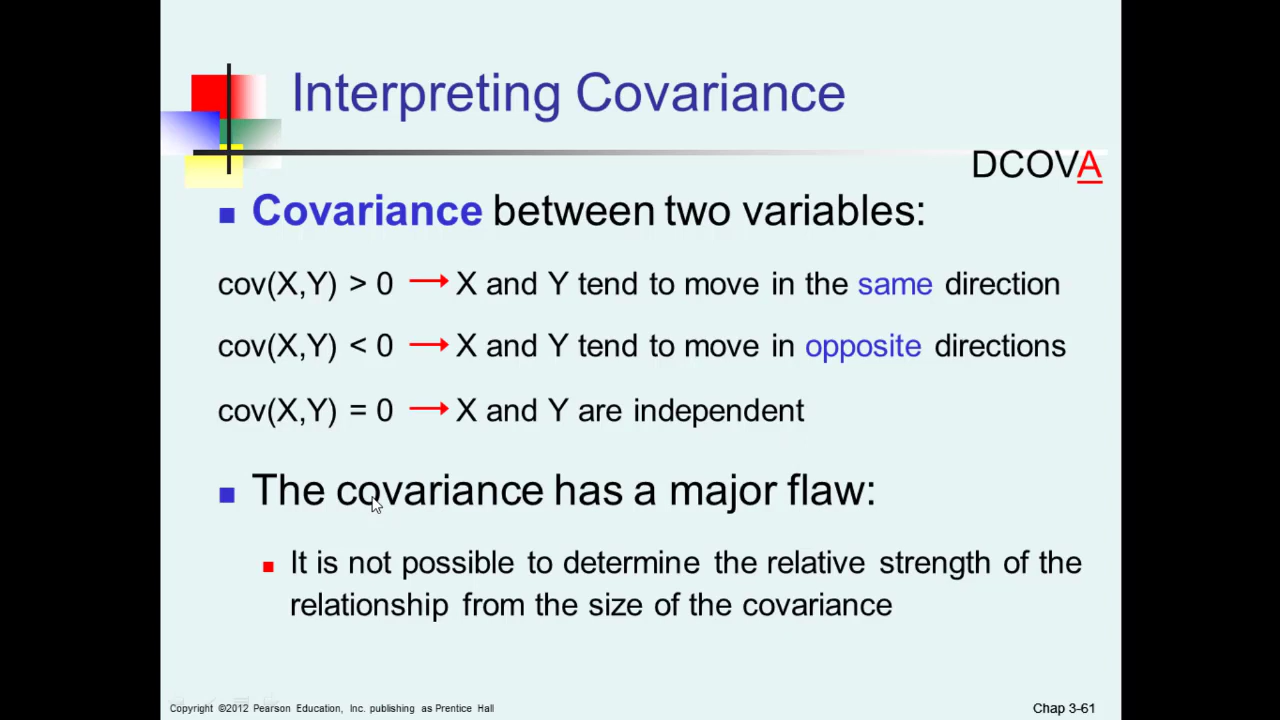 Interpreting Covariance
DCOVA
Covariance between two variables:
cov(X,Y) > 0 → X and Y tend to move in the same direction
cov(X,Y) < 0 → X and Y tend to move in opposite directions
cov(X,Y) = 0 → X and Y are independent
The covariance has a major flaw:
It is not possible to determine the relative strength of the
relationship from the size of the covariance
Copyright ©2012 Pearson Education, Inc. publishing as Prentice Hall
Chap 3-61